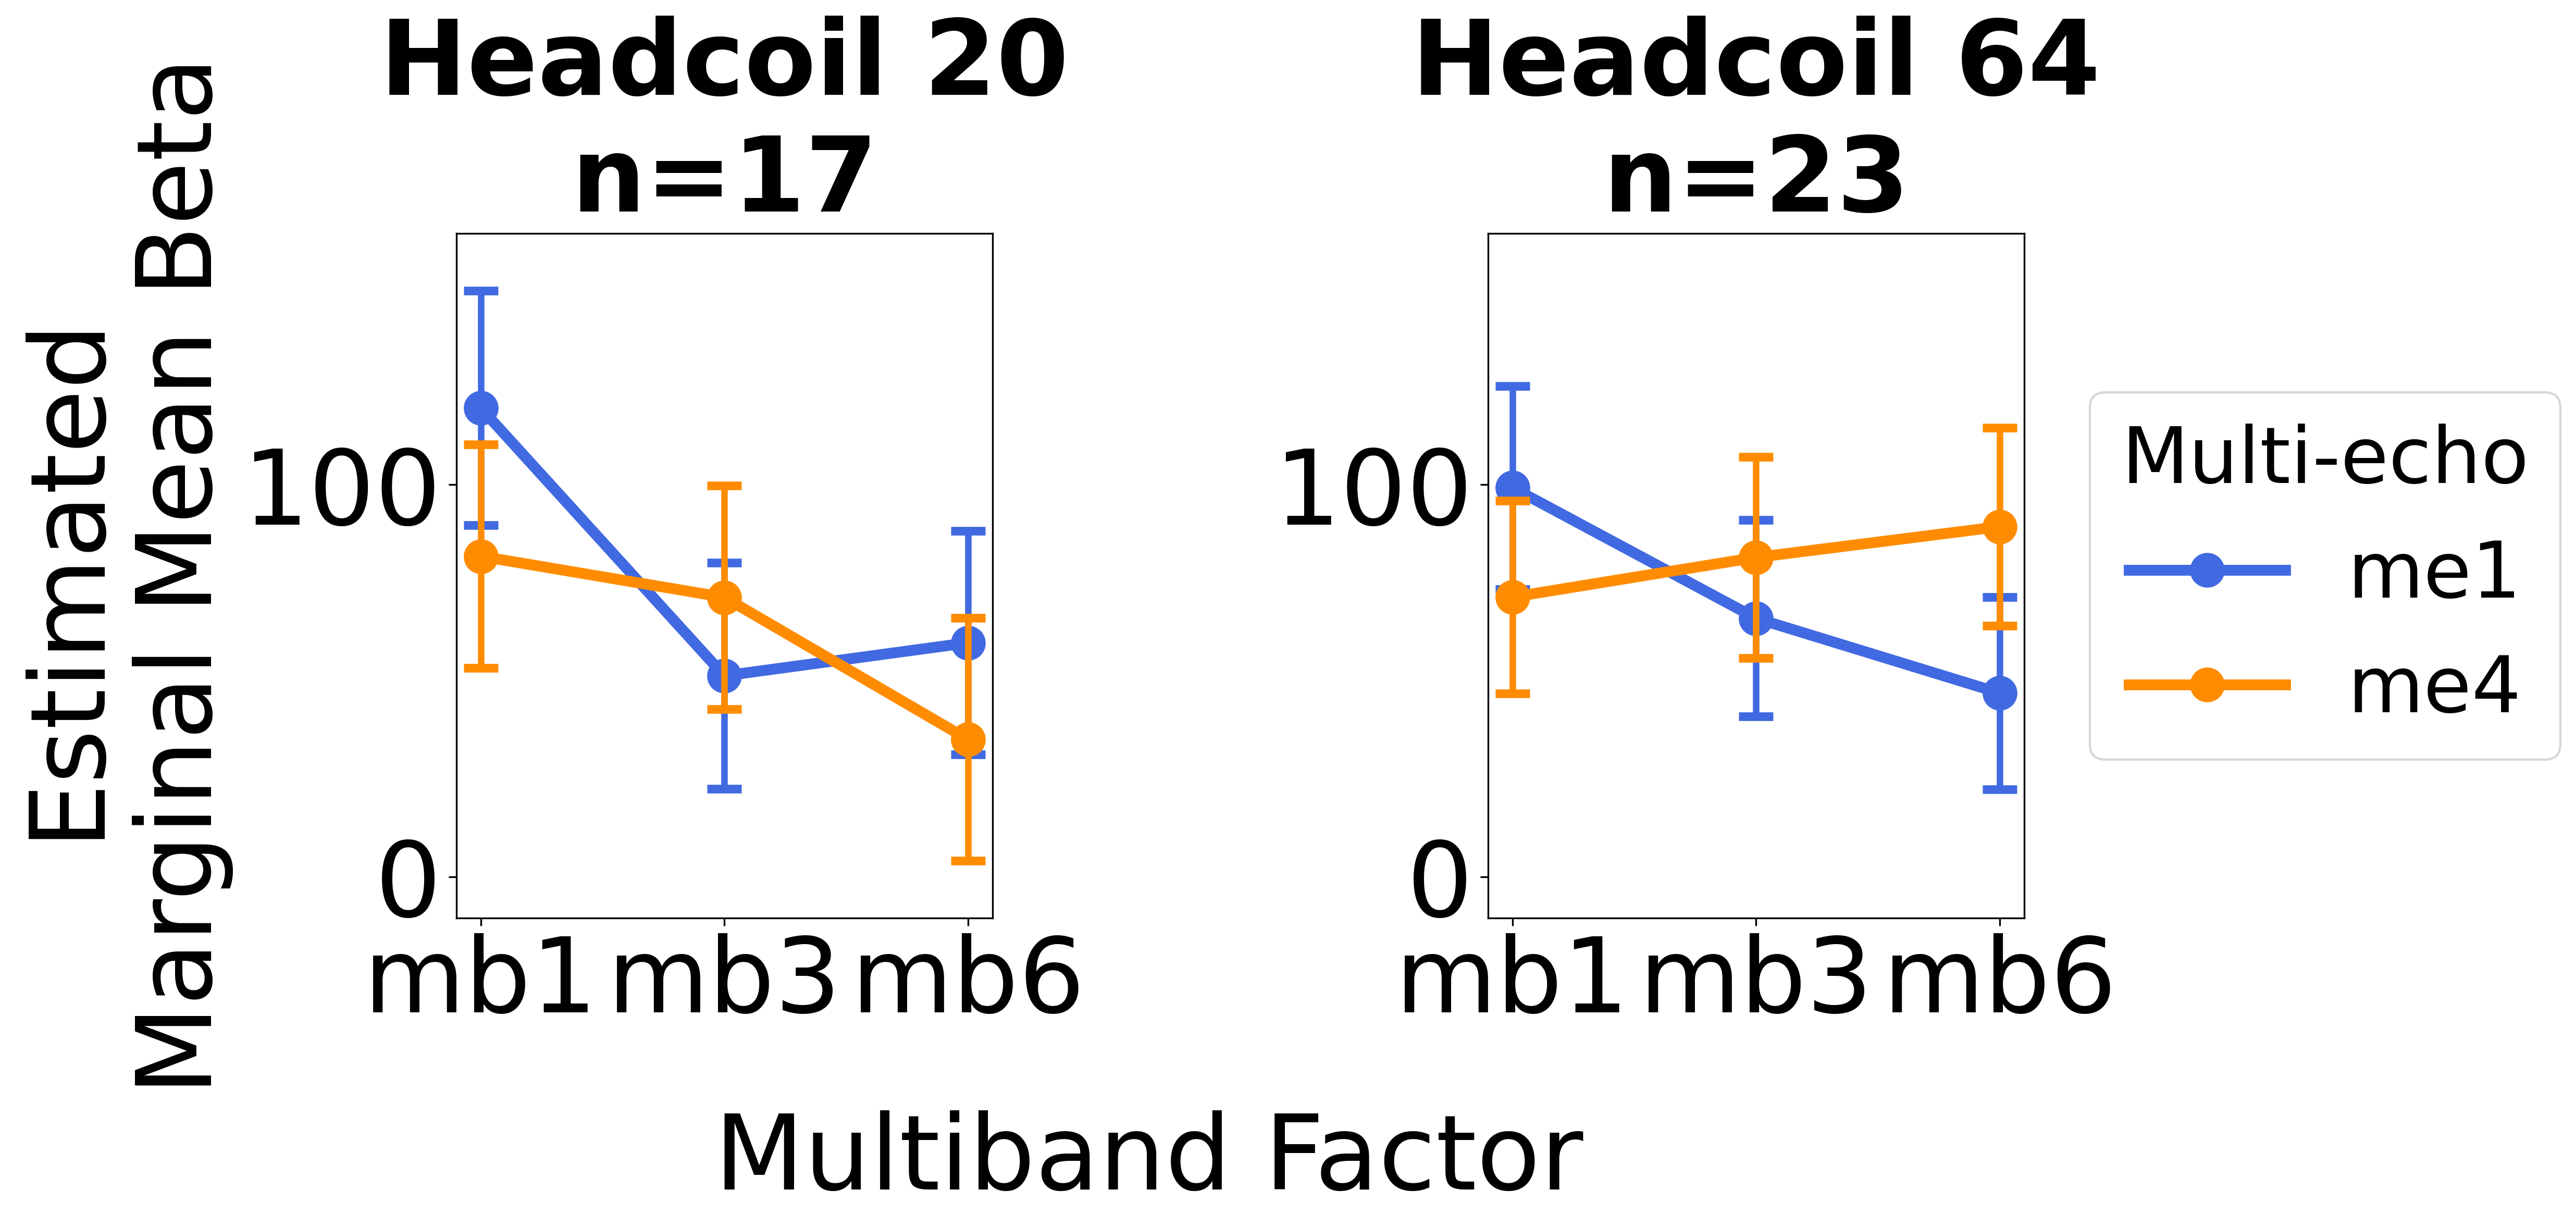 Headcoil 20
n=17
Headcoil 64
n=23
Estimated
Marginal Mean Beta
100
0
mb1
mb3
mb6
100
0
mb1
mb3
mb6
Multi-echo
me1
me4
Multiband Factor